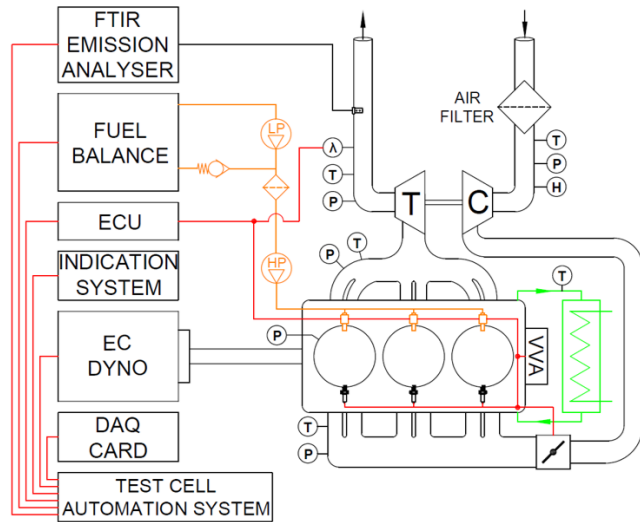 FTIR
EMISSION
ANALYSER
FUEL
BALANCE
ECU
INDICATION
SYSTEM
EC
DYNO
DAQ
CARD
TEST CELL
AUTOMATION SYSTEM
LP
HP
λ
T
P
AIR
FILTER
T
P
H
T
C
P
T
P
T
VVA
T
P